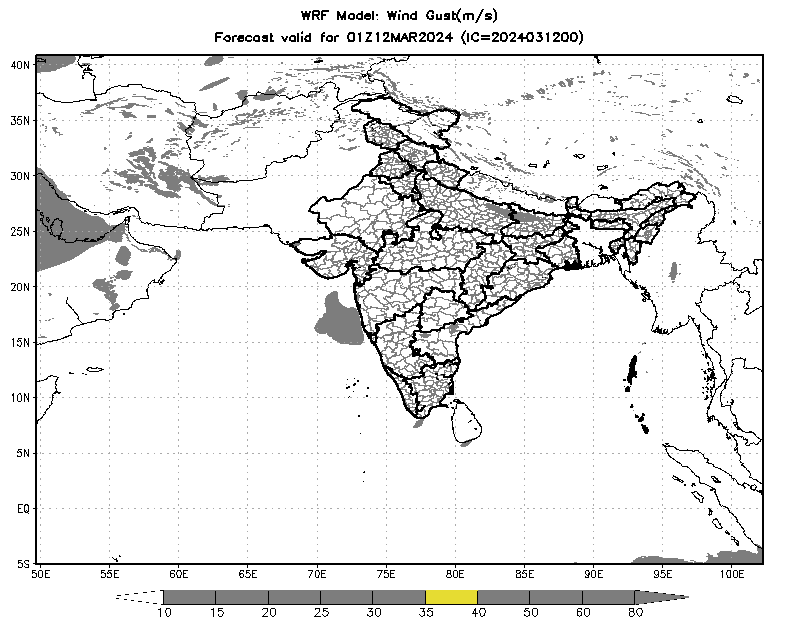 WRF Model: Wind Gust(m/s)
Forecast valid for 01Z12MAR2024 (IC=2024031200)
40N
35N
30N
25N
20N
15N
10N
5N
EQ
5S
50E 55E 60E 65E 70E 75E 80E 85E 90E 95E 100E
10 15 20 25 30 35 40 50 60 80